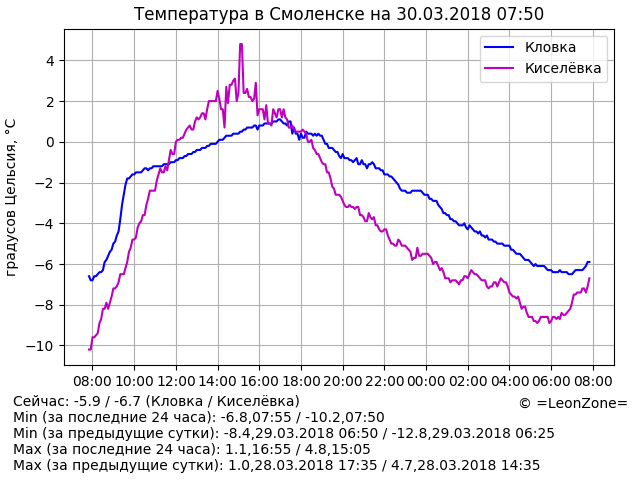 Температура в Смоленске на 30.03.2018 07:50
Кловка
Киселёвка
градусов Цельсия, °C
4
2
0
−2
−4
−6
−8
−10
08:00 10:00 12:00 14:00 16:00 18:00 20:00 22:00 00:00 02:00 04:00 06:00 08:00
Сейчас: -5.9 / -6.7 (Кловка / Киселёвка)
© =LeonZone=
Min (за последние 24 часа): -6.8,07:55 / -10.2,07:50
Min (за предыдущие сутки): -8.4,29.03.2018 06:50 / -12.8,29.03.2018 06:25
Max (за последние 24 часа): 1.1,16:55 / 4.8,15:05
Max (за предыдущие сутки): 1.0,28.03.2018 17:35 / 4.7,28.03.2018 14:35